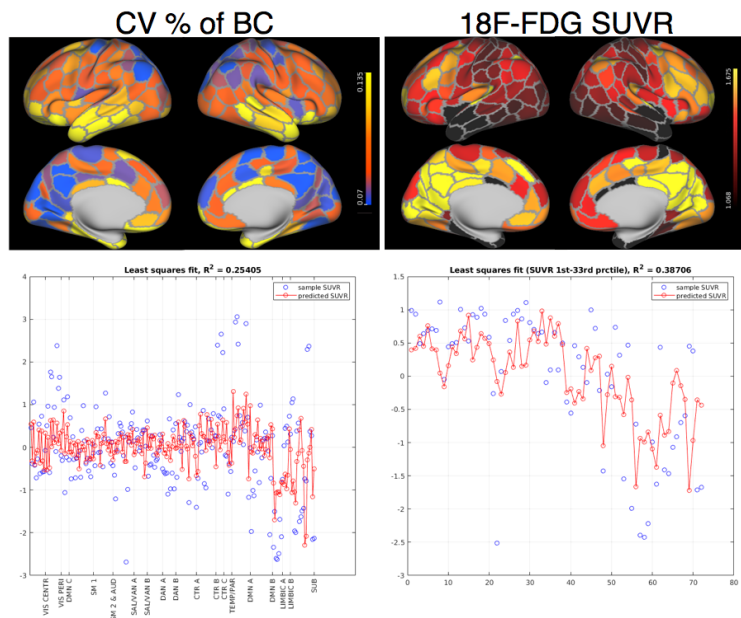 CV % of BC
18F-FDG SUVR
0.135
0.07
1.675
1.068
Least squares fit, R² = 0.25405
sample SUVR
predicted SUVR
4
3
2
1
0
-1
-2
-3
VIS CENTR
VIS PERI
DMN C
SM 1
SM 2 & AUD
SAL/VAN A
SAL/VAN B
DAN A
DAN B
CTR A
CTR B
CTR C
TEMP/PAR
DMN A
DMN B
LIMBIC A
LIMBIC B
SUB
Least squares fit (SUVR 1st-33rd prctile), R² = 0.38706
sample SUVR
predicted SUVR
1.5
1
0.5
0
-0.5
-1
-1.5
-2
-2.5
-3
0 10 20 30 40 50 60 70 80